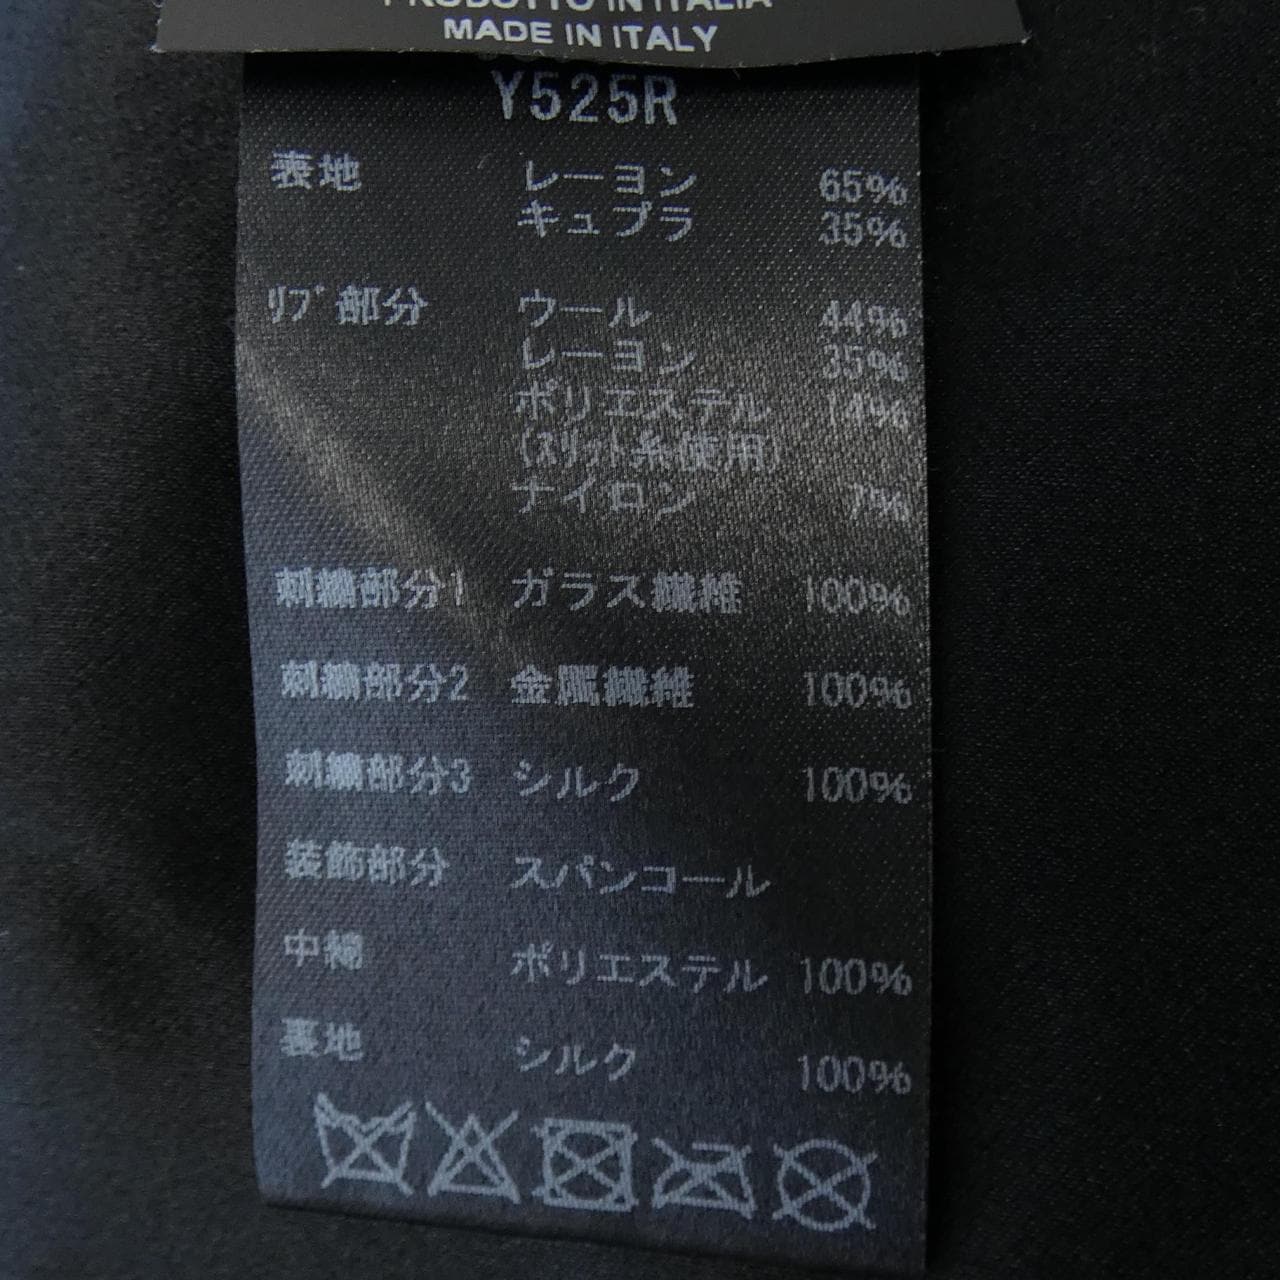 PRODOTTO IN ITALIA
MADE IN ITALY
Y525R
表地 レーヨン 65%
キュプラ 35%
ﾘﾌﾞ部分 ウール 44%
レーヨン 35%
ポリエステル 14%
(ｽﾘｯﾄ糸使用)
ナイロン 7%
刺繍部分1 ガラス繊維 100%
刺繍部分2 金属繊維 100%
刺繍部分3 シルク 100%
装飾部分 スパンコール
中綿 ポリエステル 100%
裏地 シルク 100%